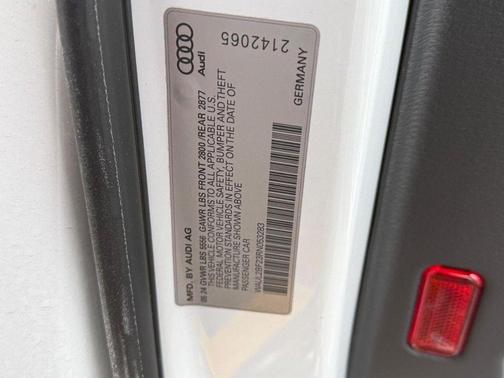 MFD. BY AUDI AG
Audi
05 24 GVWR LBS 5556 GAWR LBS FRONT 2800 /REAR 2877
THIS VEHICLE CONFORMS TO ALL APPLICABLE U.S.
FEDERAL MOTOR VEHICLE SAFETY, BUMPER AND THEFT
PREVENTION STANDARDS IN EFFECT ON THE DATE OF
MANUFACTURE SHOWN ABOVE
PASSENGER CAR
WAUL2BF23RN053283
2142065
GERMANY